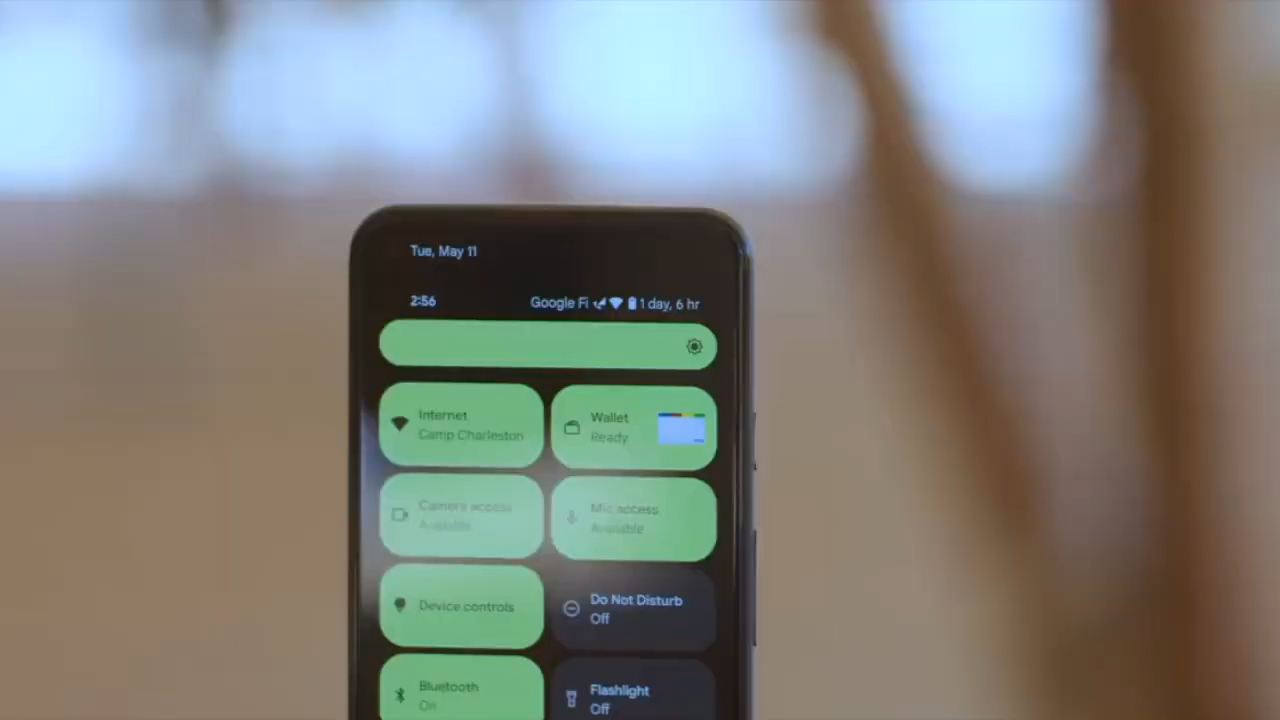 Tue, May 11
2:56
Google Fi
1 day, 6 hr
Internet
Camp Charleston
Wallet
Ready
Camera access
Available
Mic access
Available
Device controls
Do Not Disturb
Off
Bluetooth
On
Flashlight
Off